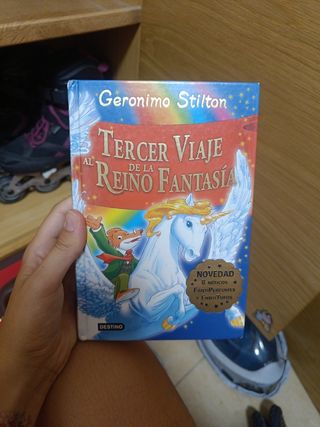 Geronimo Stilton
TERCER VIAJE
AL
REINO DE LA FANTASÍA
NOVEDAD
DESTINO